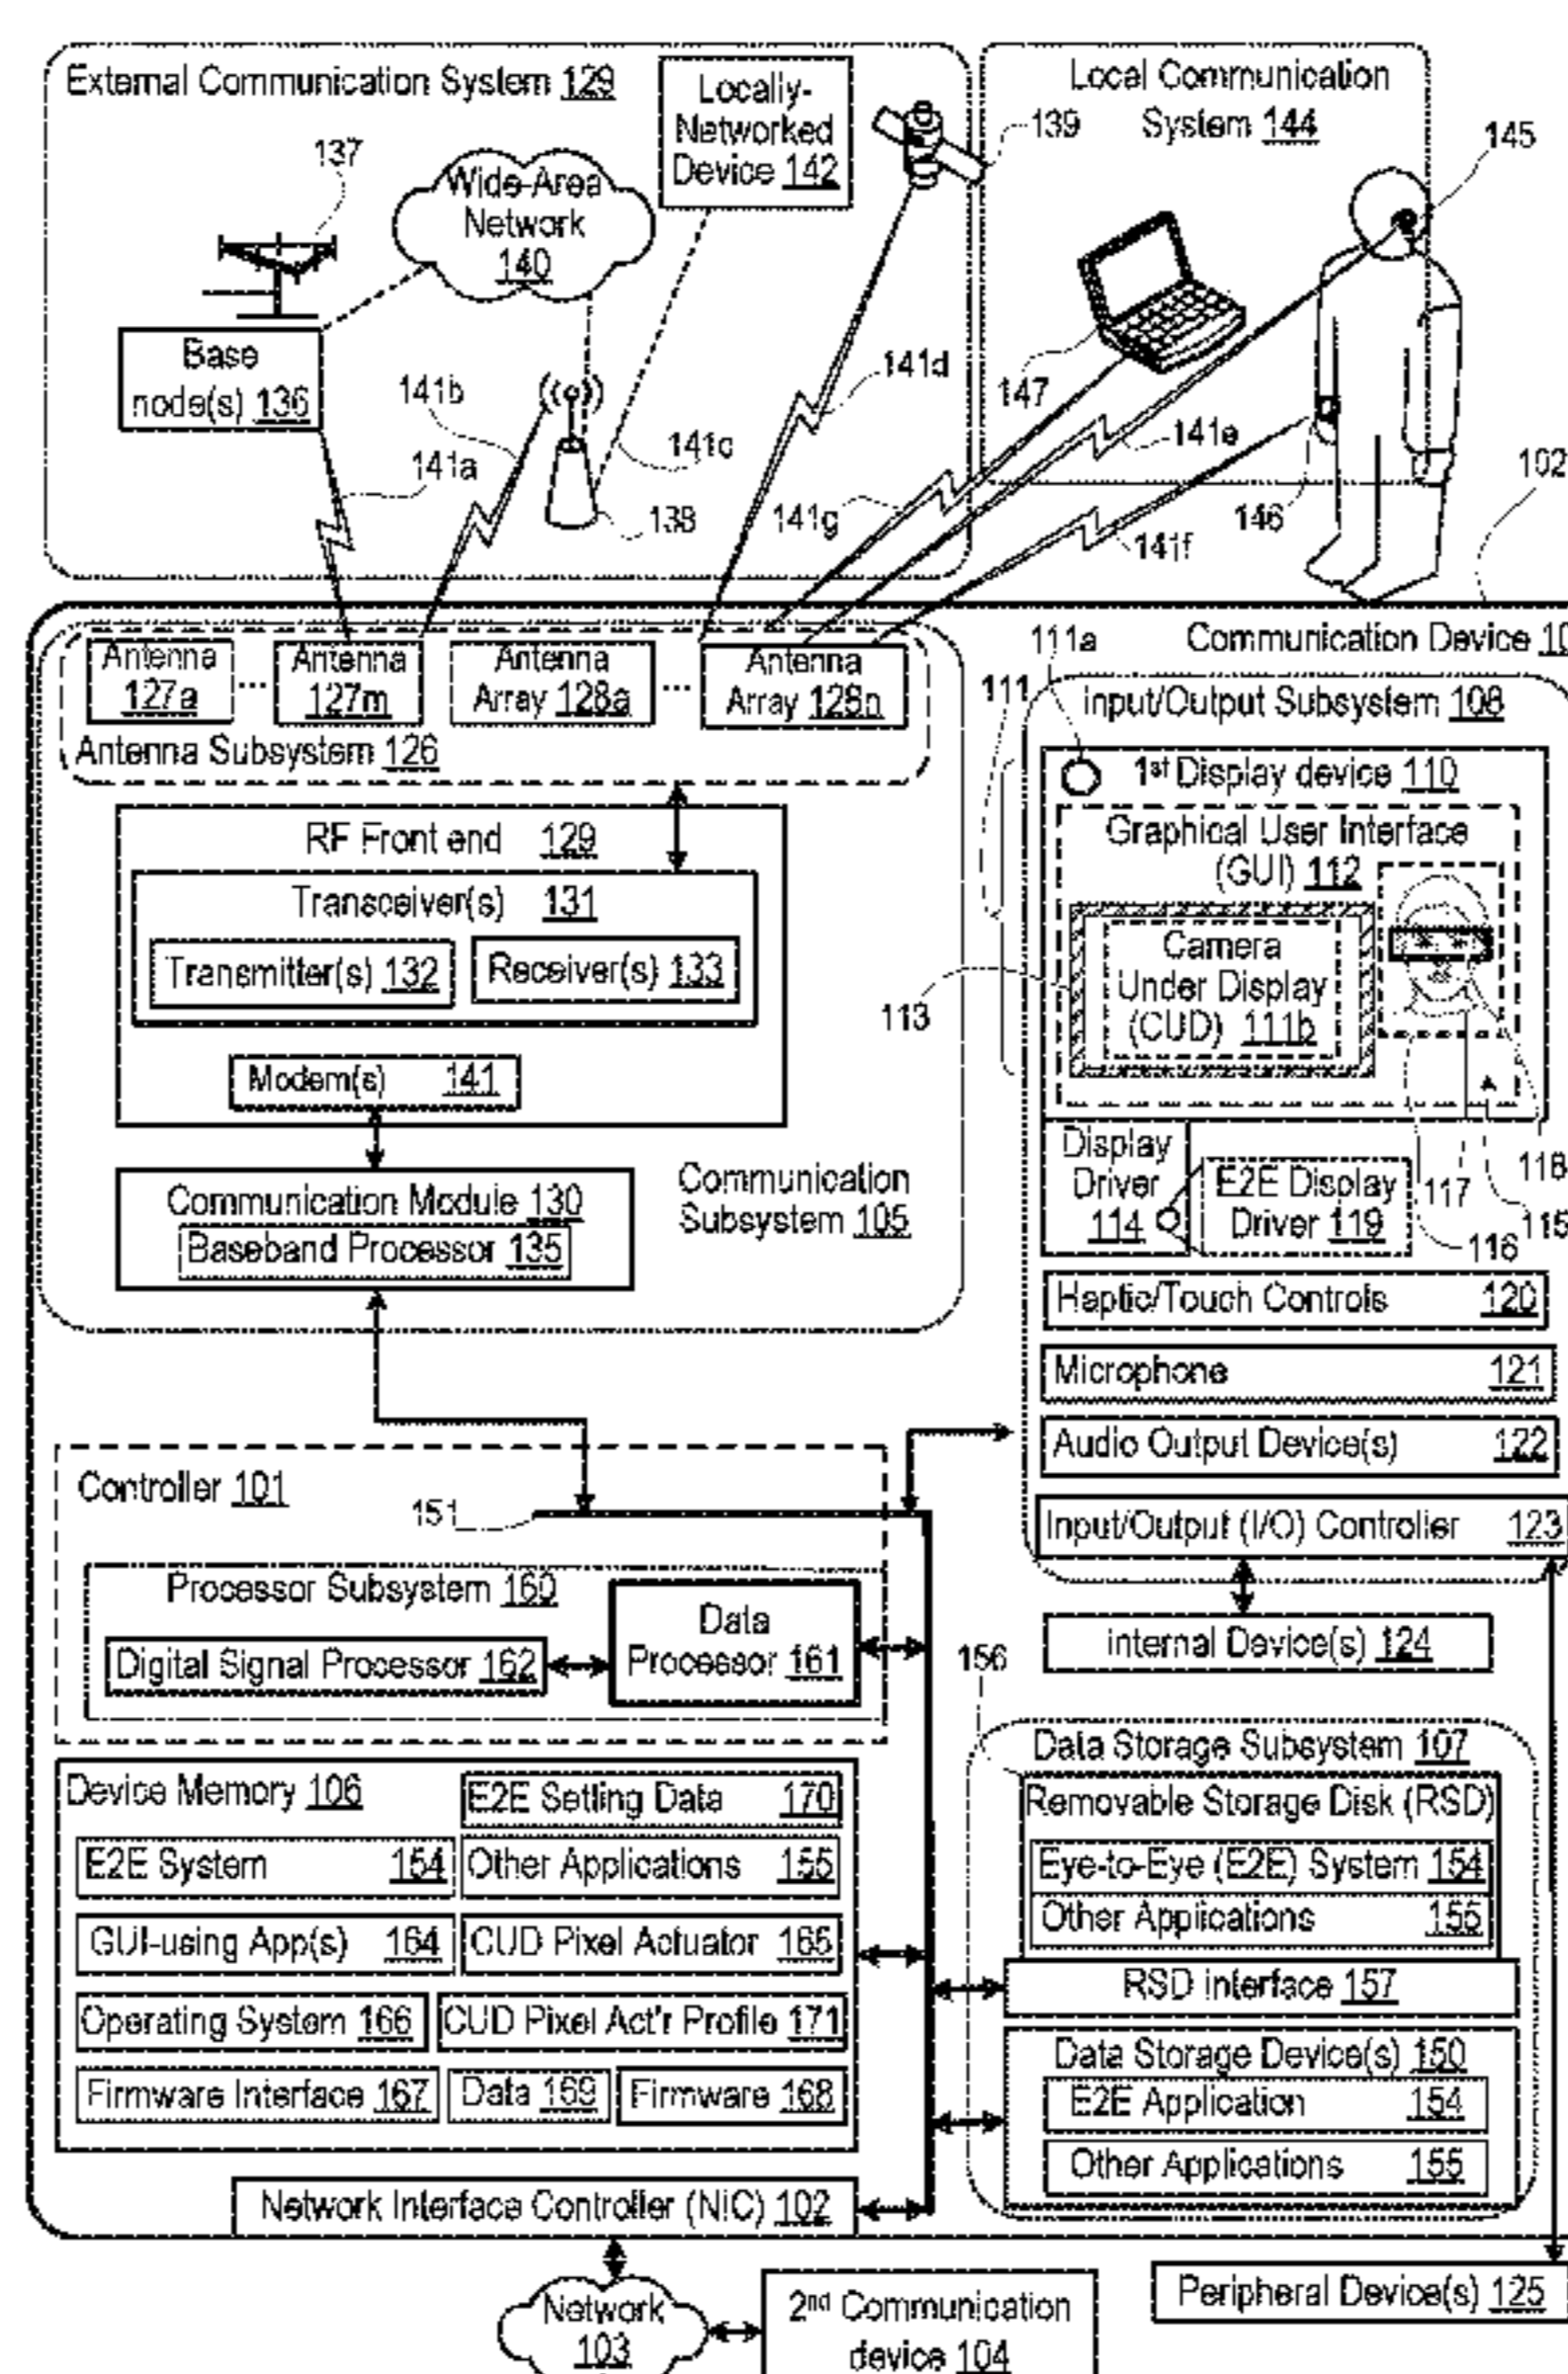 External Communication System 129
Locally-
Networked
Device 142
Local Communication
System 144
139
145
137
Wide-Area
Network
140
Base
node(s) 136
141b
141a
141c
138
141d
147
141e
141g
146
141f
102
Antenna
127a
...
Antenna
127m
Antenna
Array 128a
...
Antenna
Array 128n
Antenna Subsystem 126
111a
Communication Device
111
Input/Output Subsystem 108
1st Display device 110
Graphical User Interface
(GUI) 112
Camera
Under Display
(CUD) 111b
113
RF Front end 129
Transceiver(s) 131
Transmitter(s) 132
Receiver(s) 133
Modem(s) 141
Communication Module 130
Baseband Processor 135
Communication
Subsystem 105
Display
Driver
114
E2E Display
Driver 119
117
118
116
115
Haptic/Touch Controls 120
Microphone 121
Audio Output Device(s) 122
Input/Output (I/O) Controller 123
Internal Device(s) 124
Controller 101
151
Processor Subsystem 160
Digital Signal Processor 162
Data
Processor 161
156
Data Storage Subsystem 107
Removable Storage Disk (RSD)
Eye-to-Eye (E2E) System 154
Other Applications 155
RSD interface 157
Data Storage Device(s) 150
E2E Application 154
Other Applications 155
Device Memory 106
E2E Setting Data 170
E2E System 154
Other Applications 155
GUI-using App(s) 164
CUD Pixel Actuator 165
Operating System 166
CUD Pixel Act'r Profile 171
Firmware Interface 167
Data 169
Firmware 168
Network Interface Controller (NIC) 102
Network
103
2nd Communication
device 104
Peripheral Device(s) 125